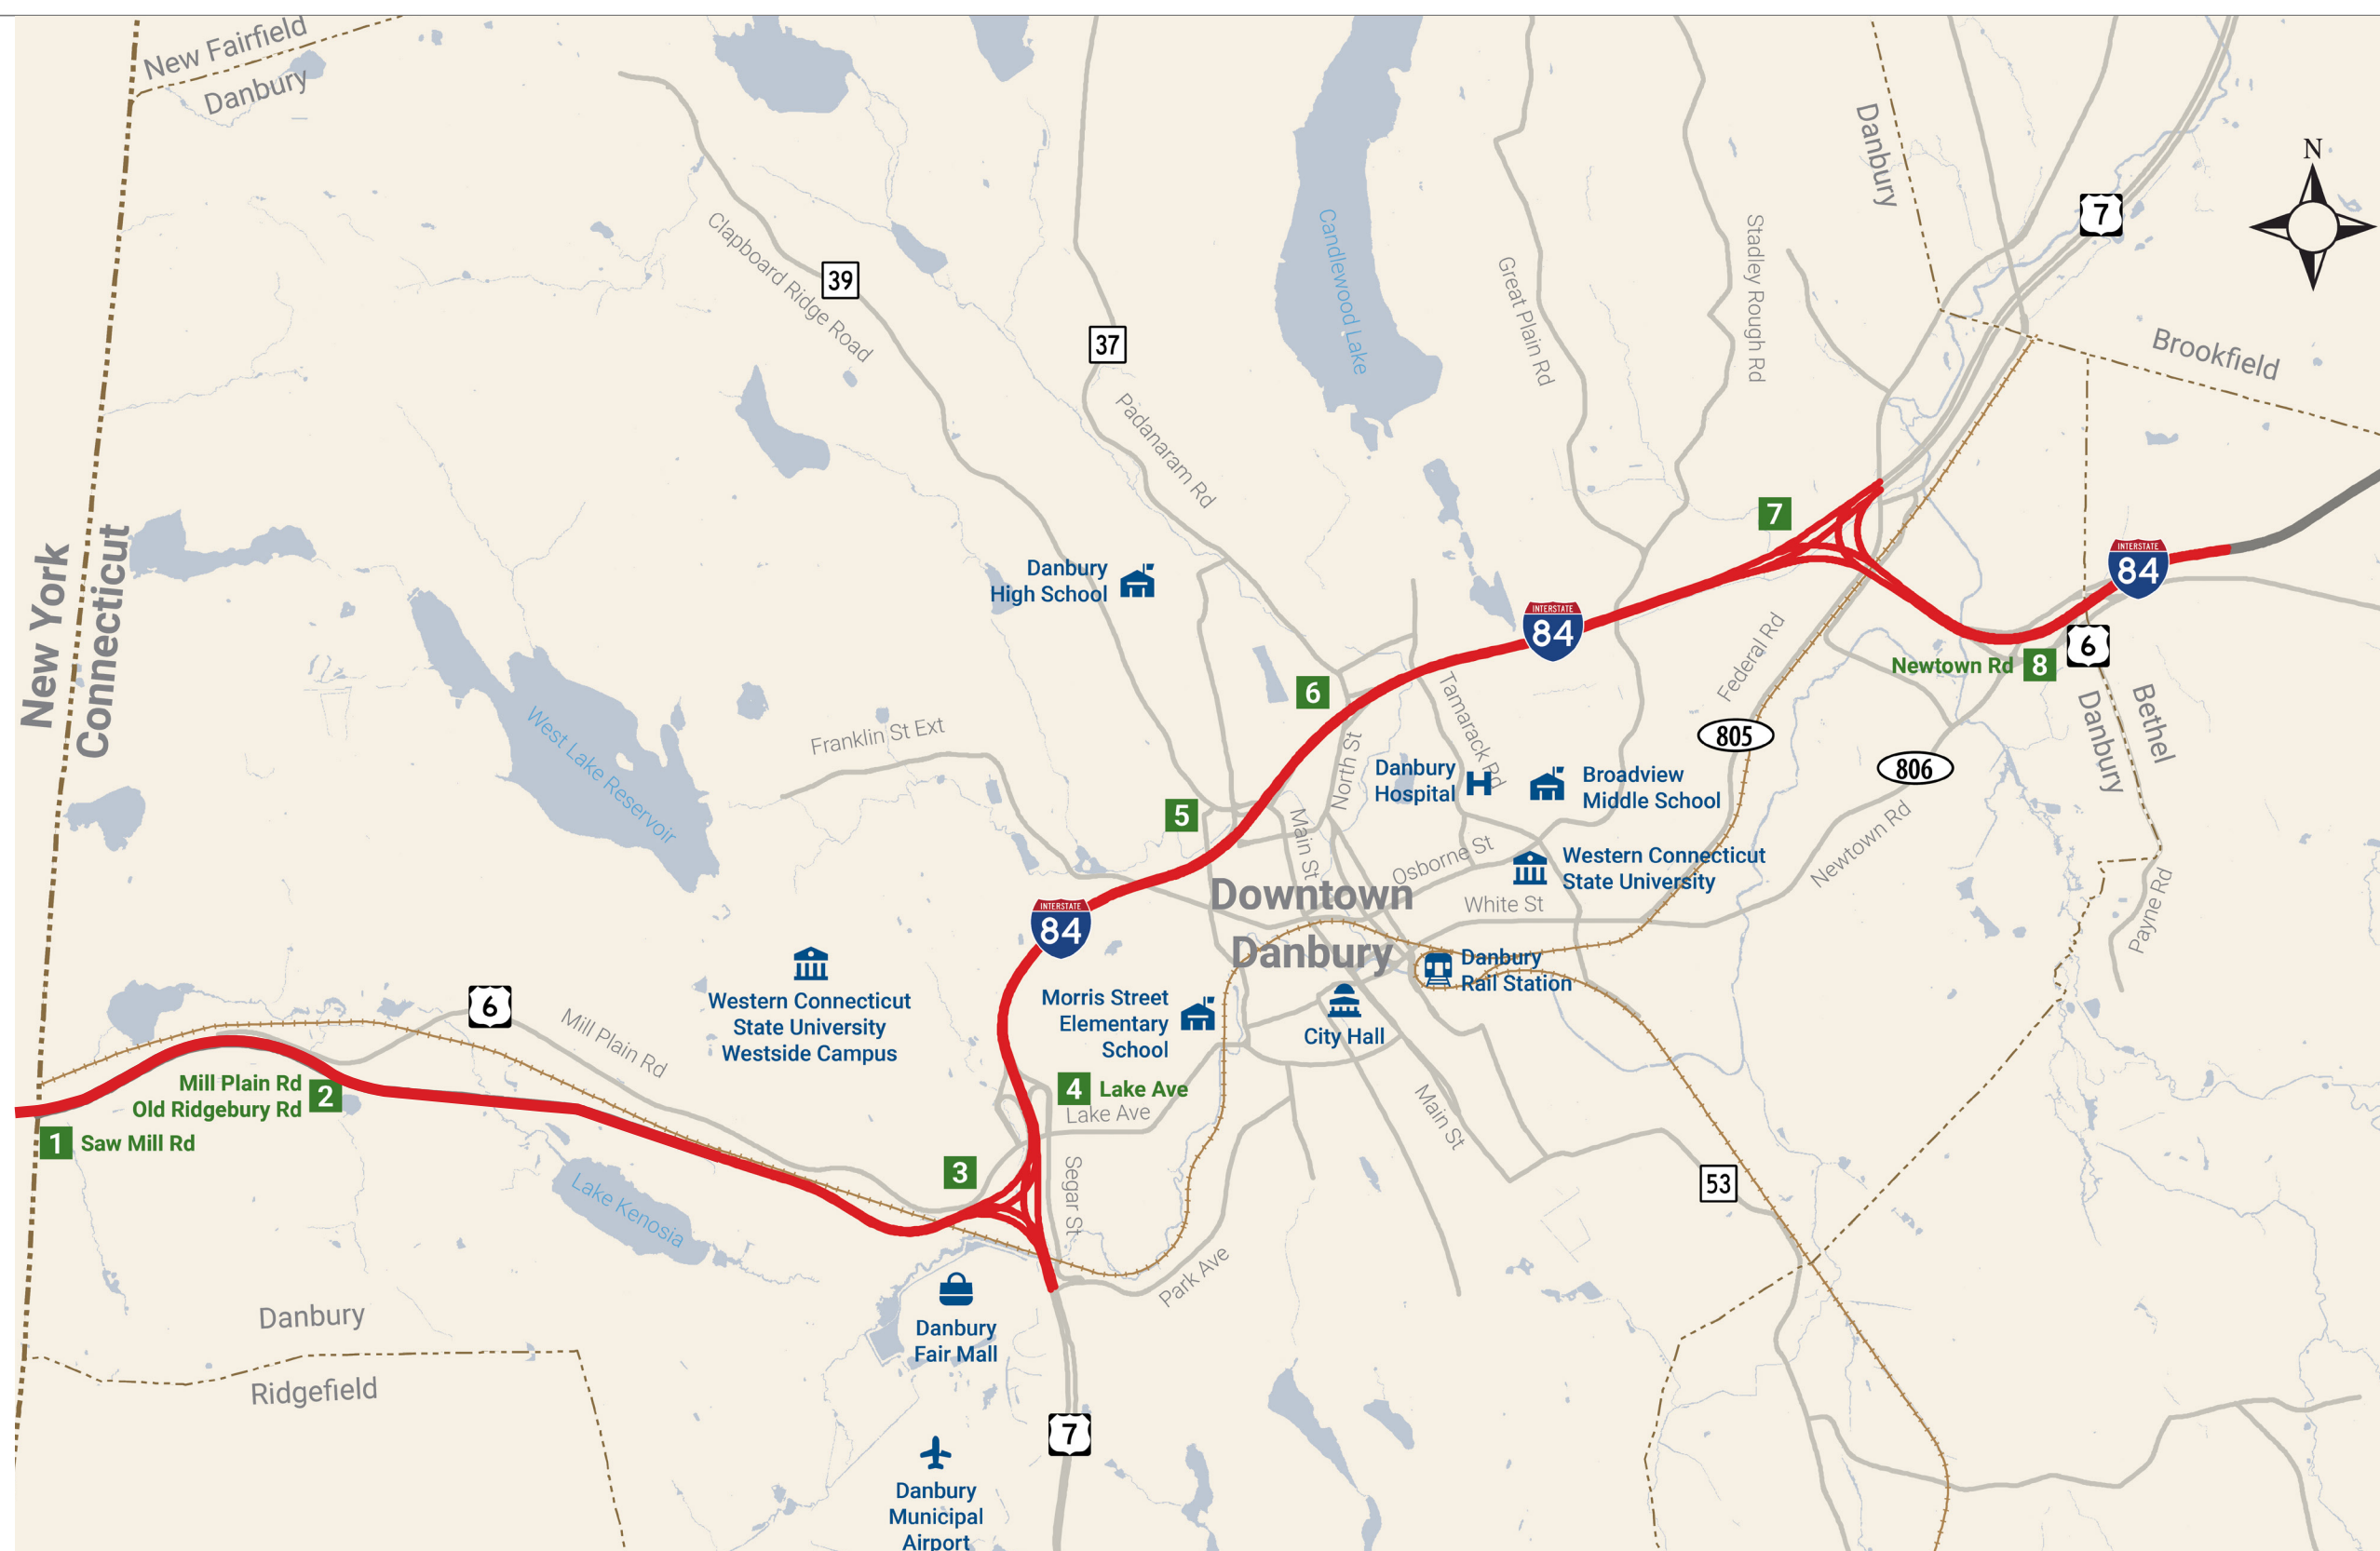 New Fairfield
Danbury
Danbury
N
7
39
Clapboard Ridge Road
37
Padanaram Rd
Candlewood Lake
Great Plain Rd
Stadley Rough Rd
Brookfield
New York
Connecticut
Danbury
High School
7
INTERSTATE
84
INTERSTATE
84
Newtown Rd
8
6
Federal Rd
Danbury
Bethel
6
Tamarack Rd
North St
West Lake Reservoir
Franklin St Ext
805
806
Danbury
Hospital
H
Broadview
Middle School
5
Main St
Osborne St
Newtown Rd
Western Connecticut
State University
White St
Payne Rd
Downtown
Danbury
INTERSTATE
84
Danbury
Rail Station
Western Connecticut
State University
Westside Campus
Morris Street
Elementary
School
City Hall
6
Mill Plain Rd
Mill Plain Rd
Old Ridgebury Rd
2
1
Saw Mill Rd
4
Lake Ave
Lake Ave
Main St
3
Segar St
53
Lake Kenosia
Park Ave
Danbury
Fair Mall
Danbury
Ridgefield
7
Danbury
Municipal
Airport